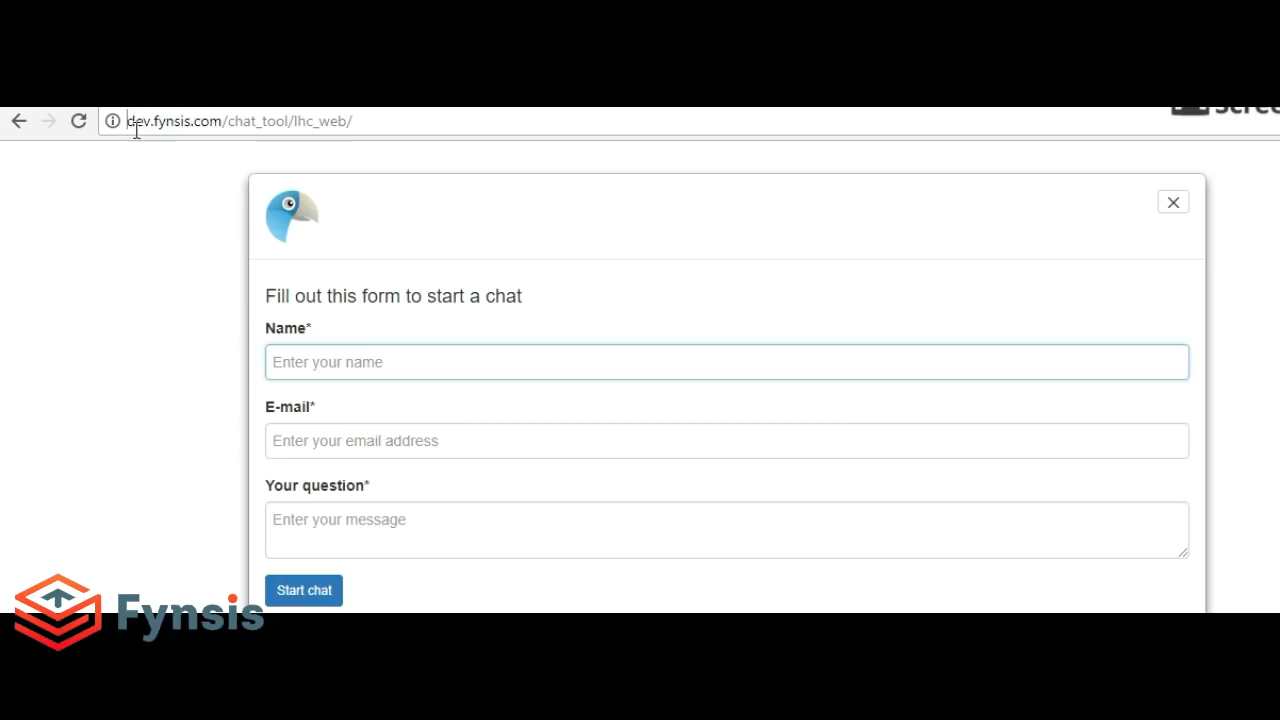 dev.fynsis.com/chat_tool/lhc_web/
Fill out this form to start a chat
Name*
Enter your name
E-mail*
Enter your email address
Your question*
Enter your message
Start chat
Fynsis